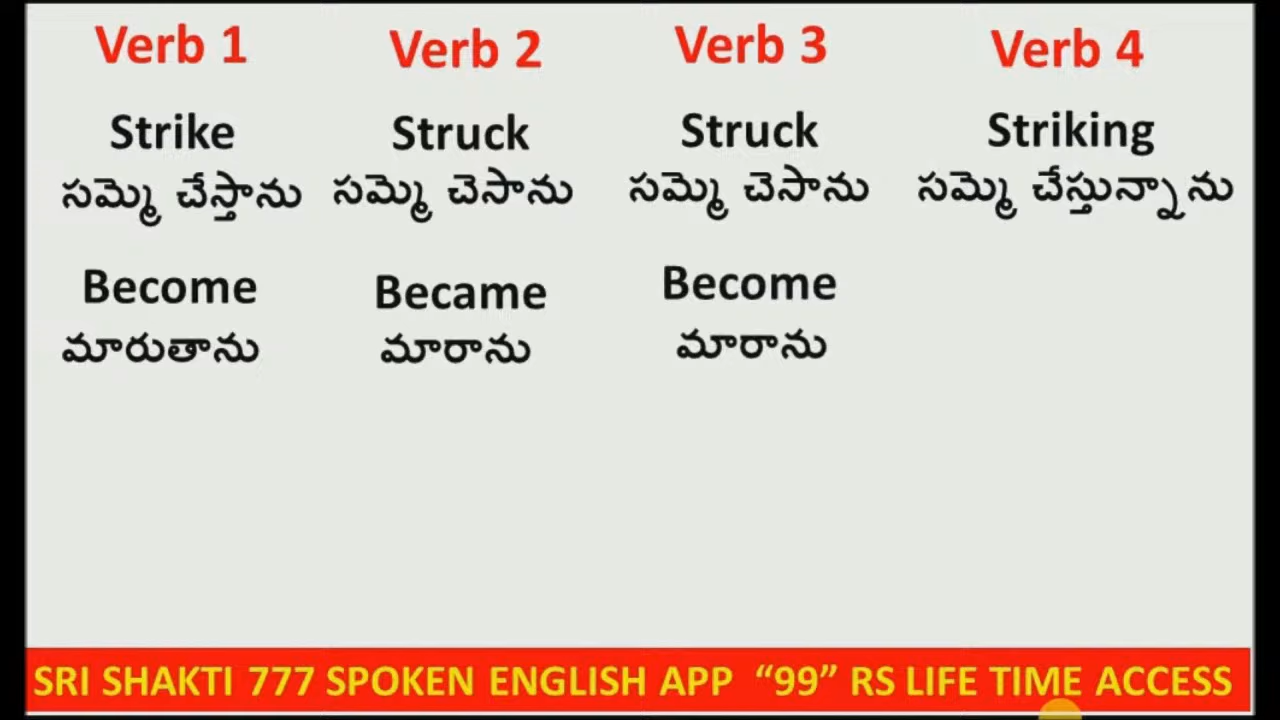 Verb 1 Verb 2 Verb 3 Verb 4
Strike Struck Struck Striking
సమ్మె చేస్తాను సమ్మె చెసాను సమ్మె చెసాను సమ్మె చేస్తున్నాను
Become Became Become
మారుతాను మారాను మారాను
SRI SHAKTI 777 SPOKEN ENGLISH APP “99” RS LIFE TIME ACCESS